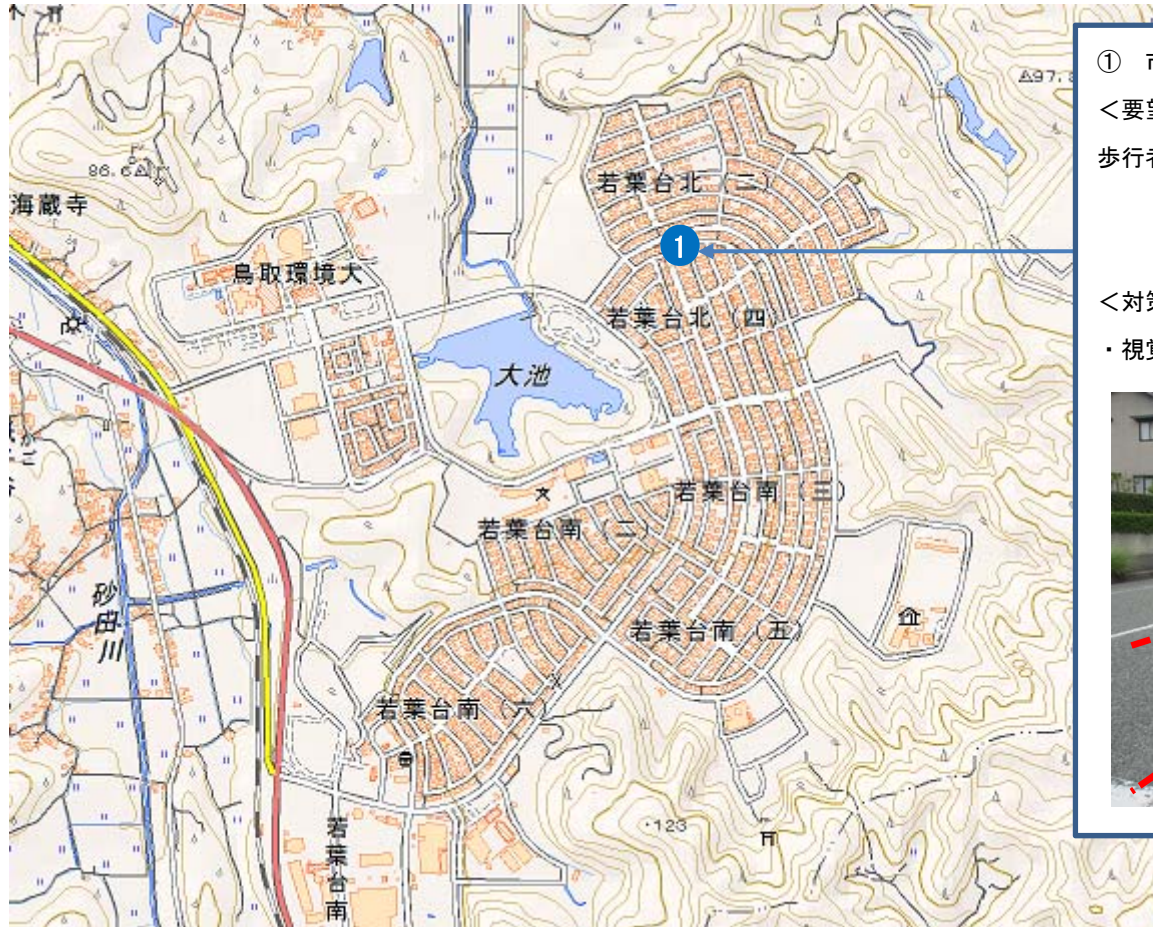 △97.
86.6
海蔵寺
鳥取環境大
若葉台北（二）
1
若葉台北（四）
大池
若葉台南（三）
若葉台南（二）
砂田川
若葉台南（五）
100
若葉台南（六）
・123
若葉台南
①
＜要望
歩行者
＜対策
・視覚